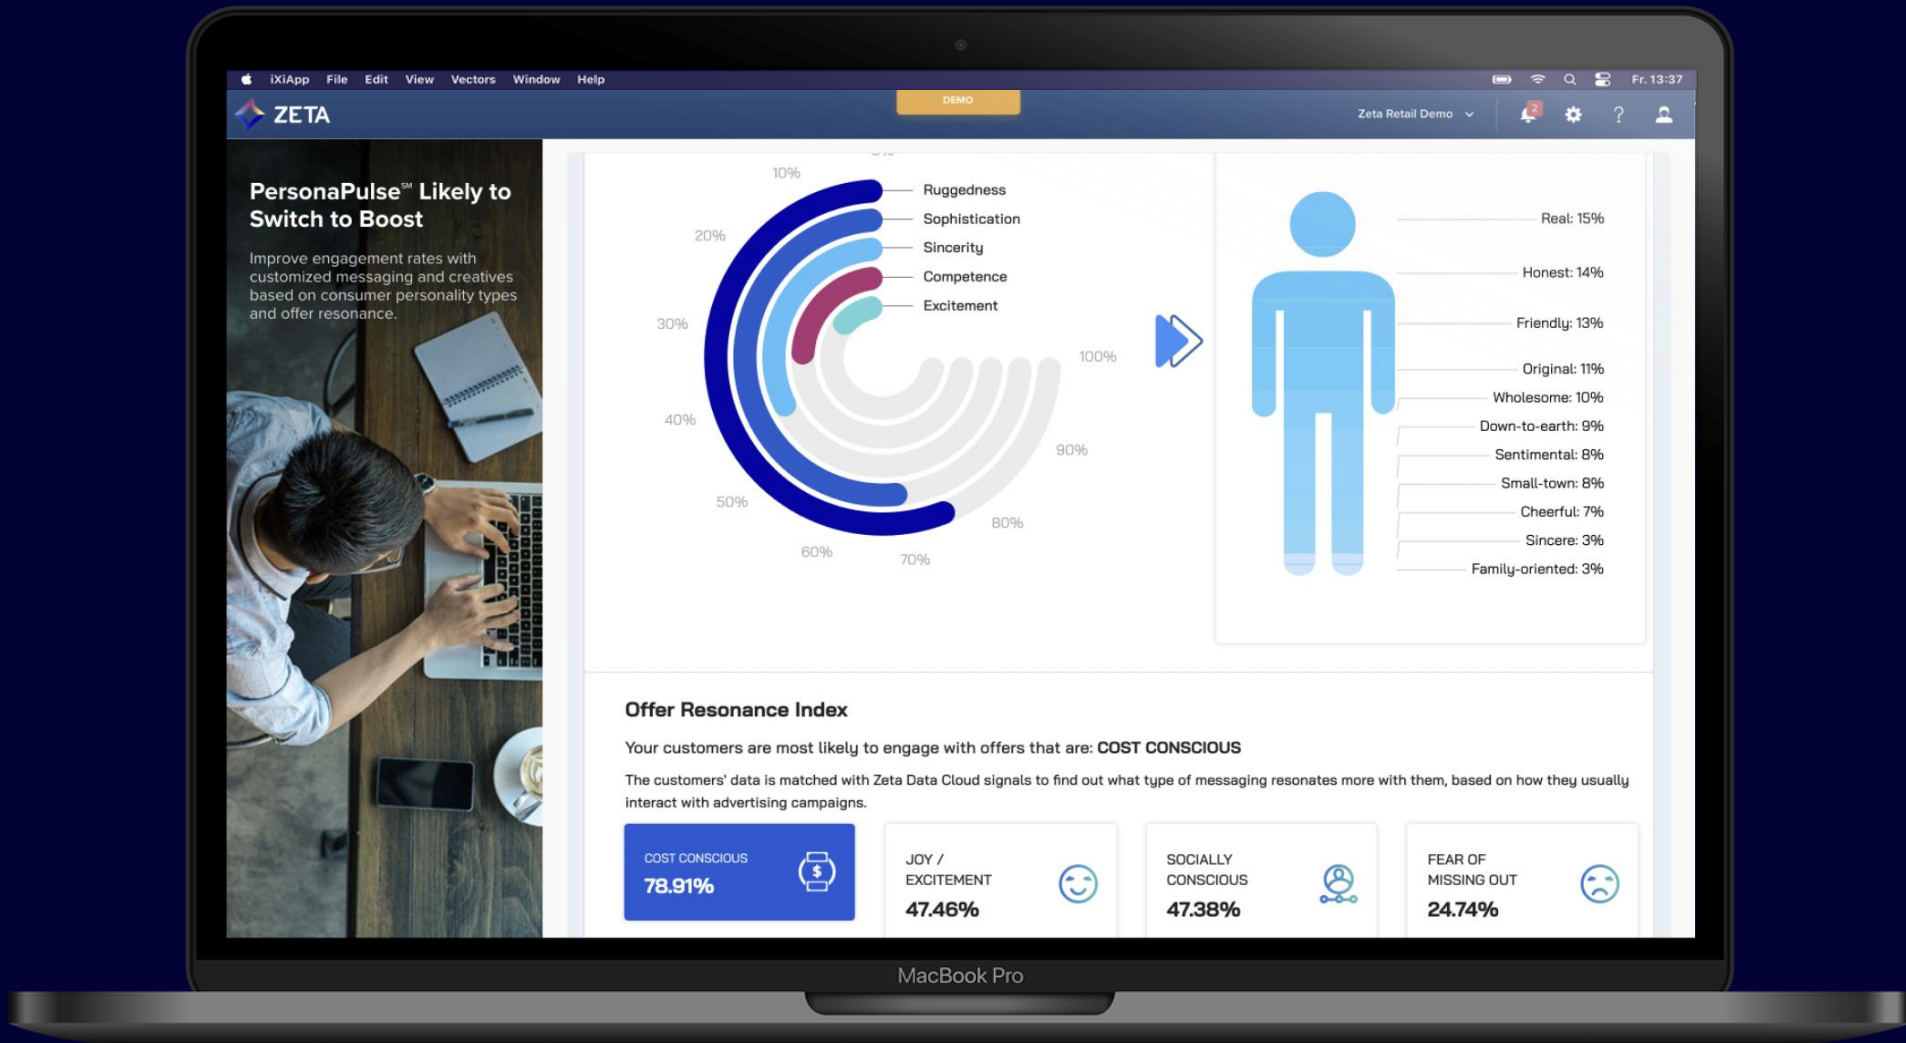 iXiApp File Edit View Vectors Window Help
Fr. 13:37
ZETA
DEMO
Zeta Retail Demo
2
?
PersonaPulse℠ Likely to
Switch to Boost
Improve engagement rates with
customized messaging and creatives
based on consumer personality types
and offer resonance.
10%
20%
30%
40%
50%
60%
70%
80%
90%
100%
Ruggedness
Sophistication
Sincerity
Competence
Excitement
Real: 15%
Honest: 14%
Friendly: 13%
Original: 11%
Wholesome: 10%
Down-to-earth: 9%
Sentimental: 8%
Small-town: 8%
Cheerful: 7%
Sincere: 3%
Family-oriented: 3%
Offer Resonance Index
Your customers are most likely to engage with offers that are: COST CONSCIOUS
The customers' data is matched with Zeta Data Cloud signals to find out what type of messaging resonates more with them, based on how they usually
interact with advertising campaigns.
COST CONSCIOUS
78.91%
$
JOY /
EXCITEMENT
47.46%
SOCIALLY
CONSCIOUS
47.38%
FEAR OF
MISSING OUT
24.74%
MacBook Pro